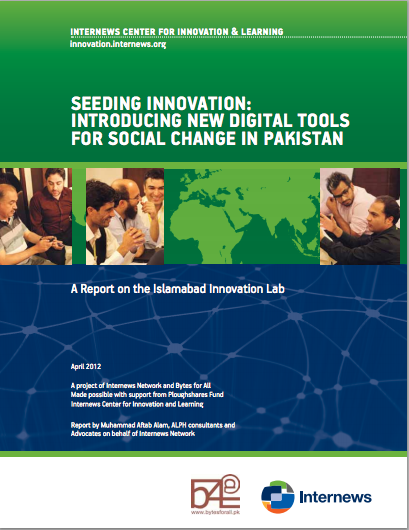 INTERNEWS CENTER FOR INNOVATION & LEARNING
innovation.internews.org
SEEDING INNOVATION:
INTRODUCING NEW DIGITAL TOOLS
FOR SOCIAL CHANGE IN PAKISTAN
A Report on the Islamabad Innovation Lab
April 2012
A project of Internews Network and Bytes for All
Made possible with support from Ploughshares Fund
Internews Center for Innovation and Learning
Report by Muhammad Aftab Alam, ALPH consultants and
Advocates on behalf of Internews Network
www.bytesforall.pk
Internews